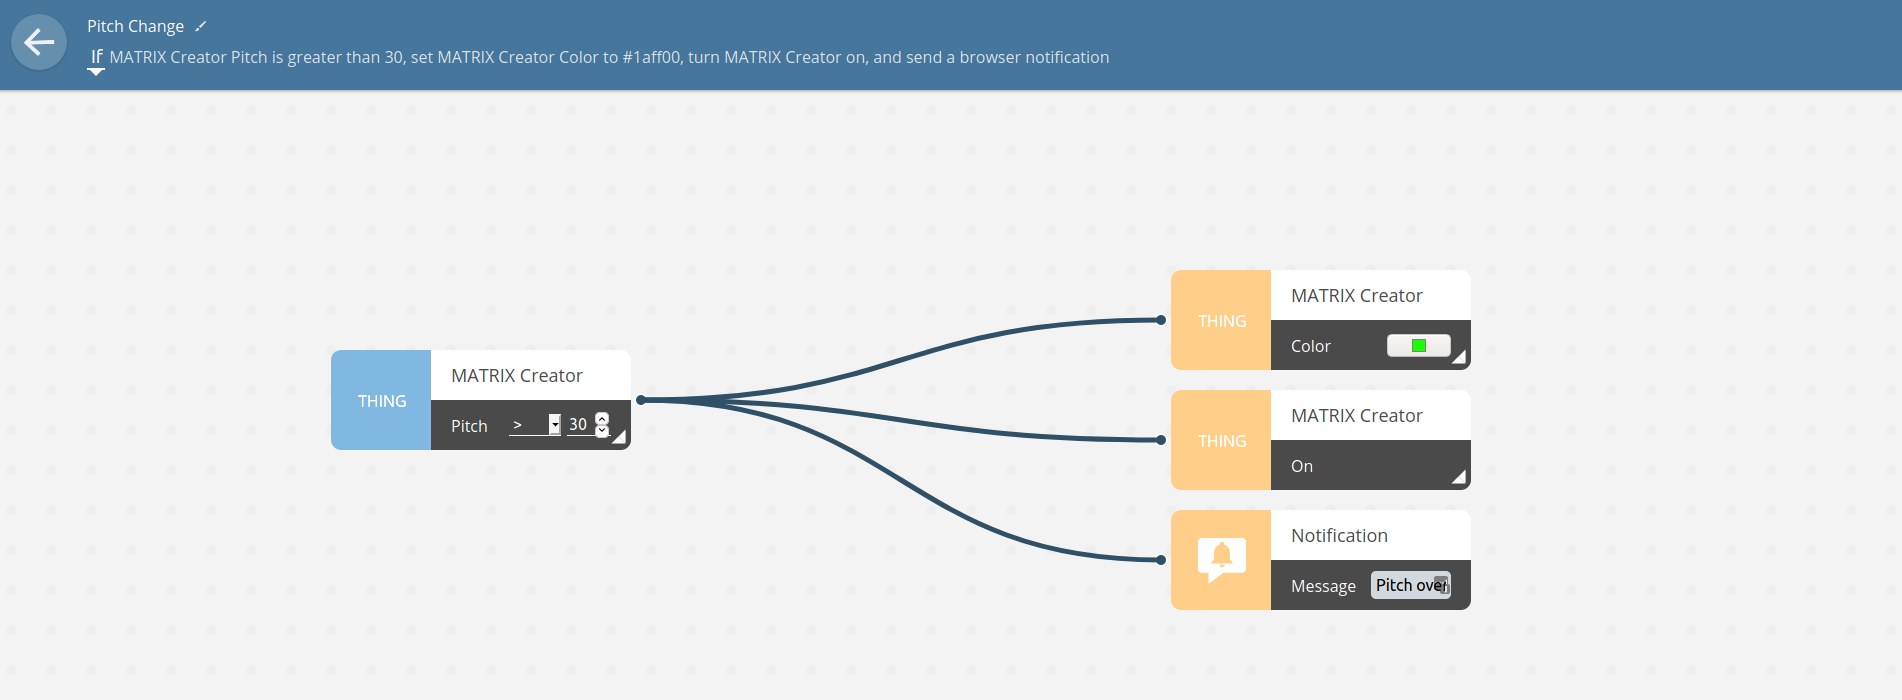 Pitch Change
If MATRIX Creator Pitch is greater than 30, set MATRIX Creator Color to #1aff00, turn MATRIX Creator on, and send a browser notification
THING
MATRIX Creator
Pitch > 30
THING
MATRIX Creator
Color
THING
MATRIX Creator
On
Notification
Message Pitch over